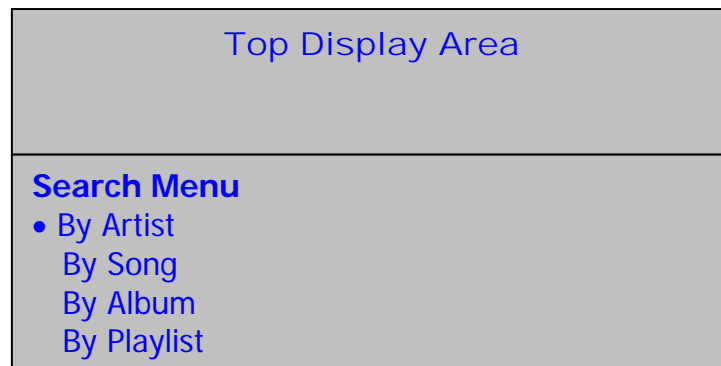 Top Display Area
Search Menu
• By Artist
By Song
By Album
By Playlist